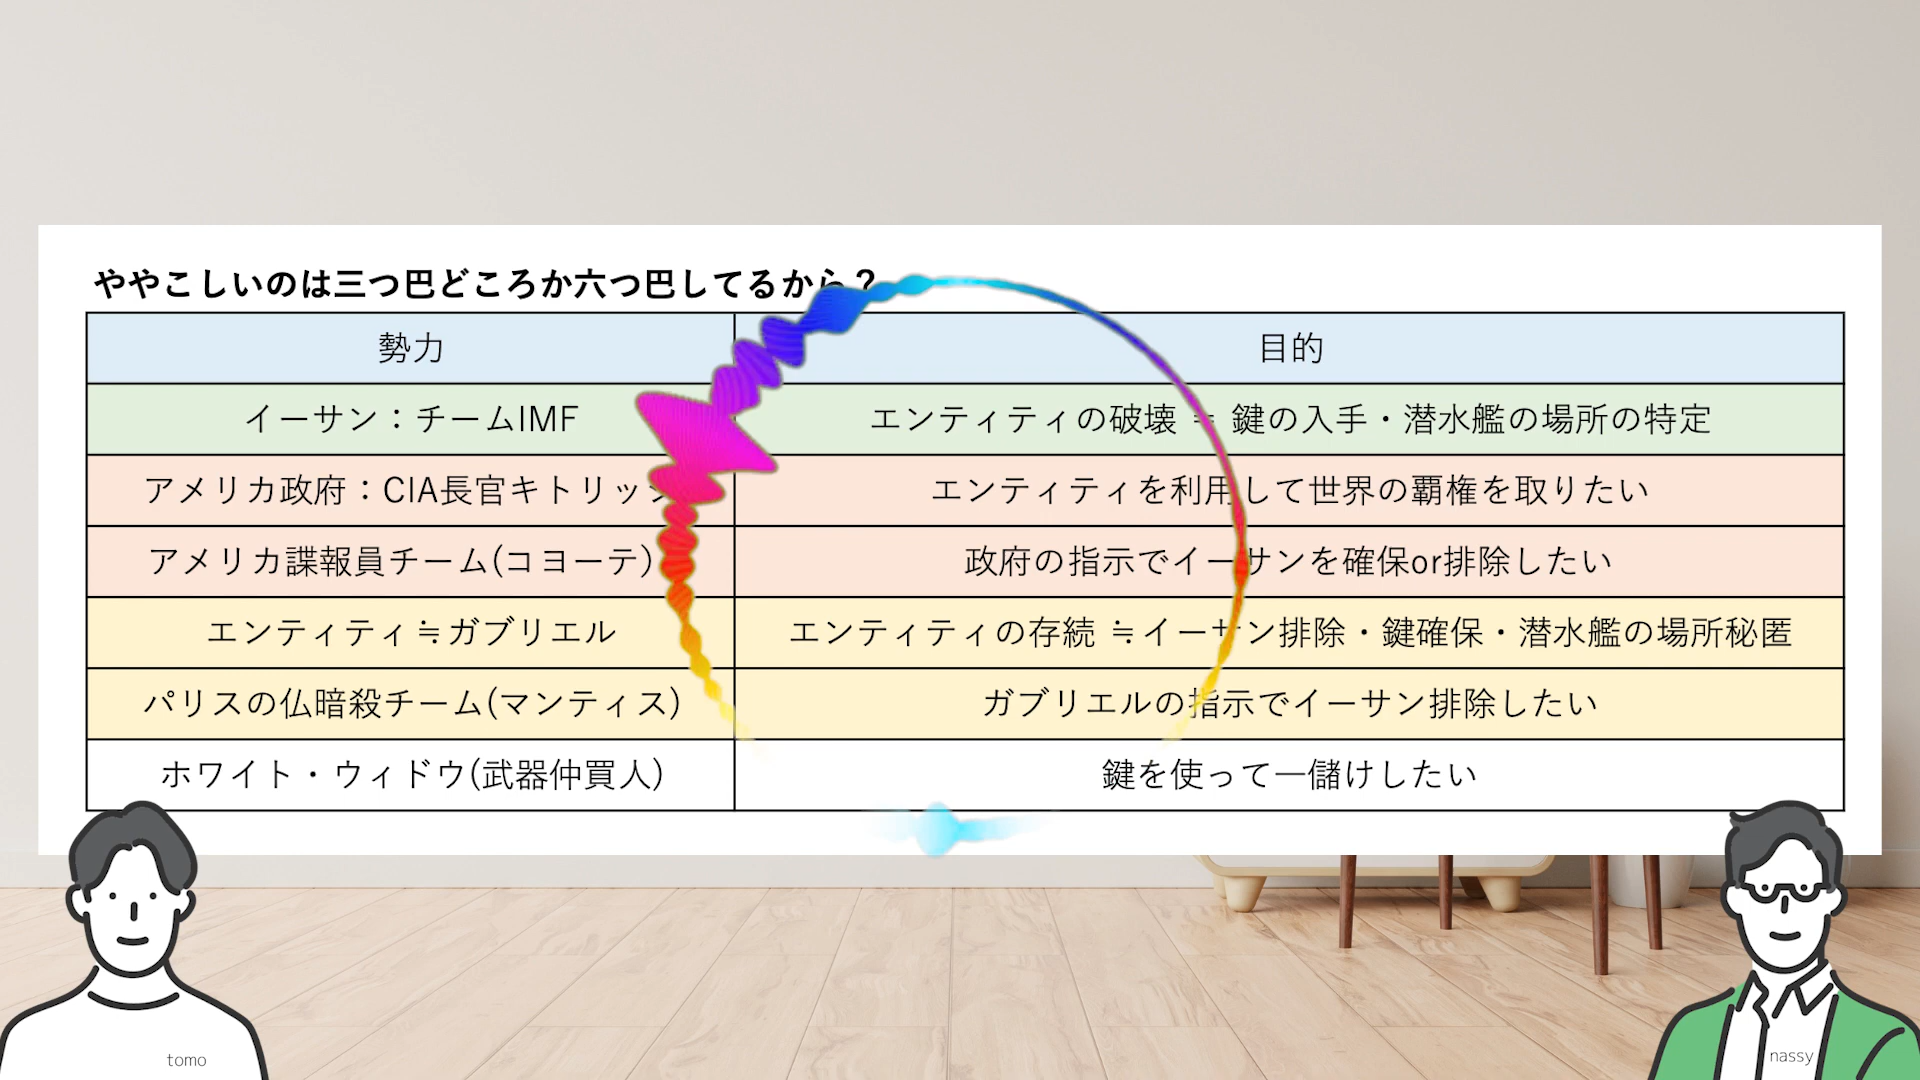 ややこしいのは三つ巴どころか六つ巴してるから？
勢力 目的
イーサン：チームIMF エンティティの破壊 ≒ 鍵の入手・潜水艦の場所の特定
アメリカ政府：CIA長官キトリッジ エンティティを利用して世界の覇権を取りたい
アメリカ諜報員チーム(コヨーテ) 政府の指示でイーサンを確保or排除したい
エンティティ≒ガブリエル エンティティの存続 ≒イーサン排除・鍵確保・潜水艦の場所秘匿
パリスの仏暗殺チーム(マンティス) ガブリエルの指示でイーサン排除したい
ホワイト・ウィドウ(武器仲買人) 鍵を使って一儲けしたい
tomo
nassy